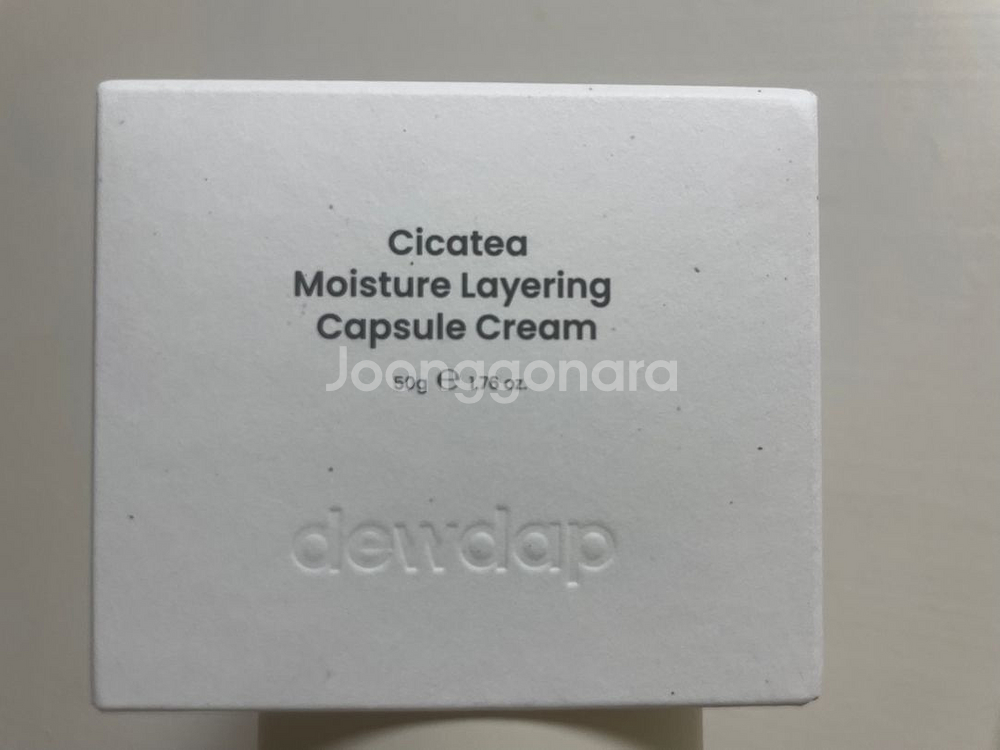 Cicatea
Moisture Layering
Capsule Cream
Joonggonara
50g ℮ 1.76 oz.
dewdap